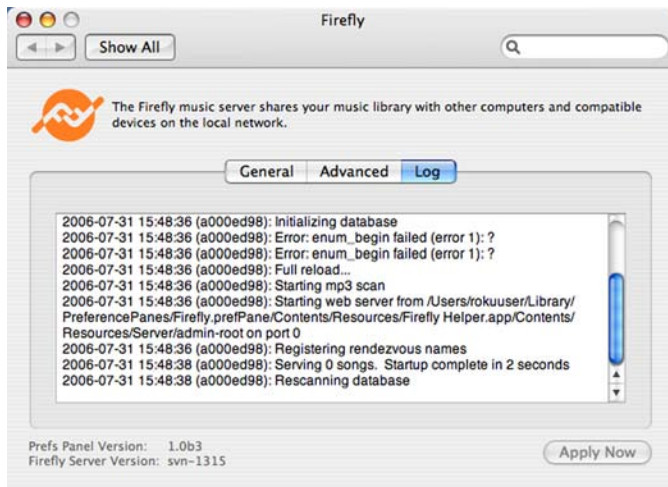 Firefly
Show All
The Firefly music server shares your music library with other computers and compatible
devices on the local network.
General Advanced Log
2006-07-31 15:48:36 (a000ed98): Initializing database
2006-07-31 15:48:36 (a000ed98): Error: enum_begin failed (error 1): ?
2006-07-31 15:48:36 (a000ed98): Error: enum_begin failed (error 1): ?
2006-07-31 15:48:36 (a000ed98): Full reload...
2006-07-31 15:48:36 (a000ed98): Starting mp3 scan
2006-07-31 15:48:36 (a000ed98): Starting web server from /Users/rokuuser/Library/
PreferencePanes/Firefly.prefPane/Contents/Resources/Firefly Helper.app/Contents/
Resources/Server/admin-root on port 0
2006-07-31 15:48:36 (a000ed98): Registering rendezvous names
2006-07-31 15:48:38 (a000ed98): Serving 0 songs.  Startup complete in 2 seconds
2006-07-31 15:48:38 (a000ed98): Rescanning database
Prefs Panel Version: 1.0b3
Firefly Server Version: svn-1315
Apply Now